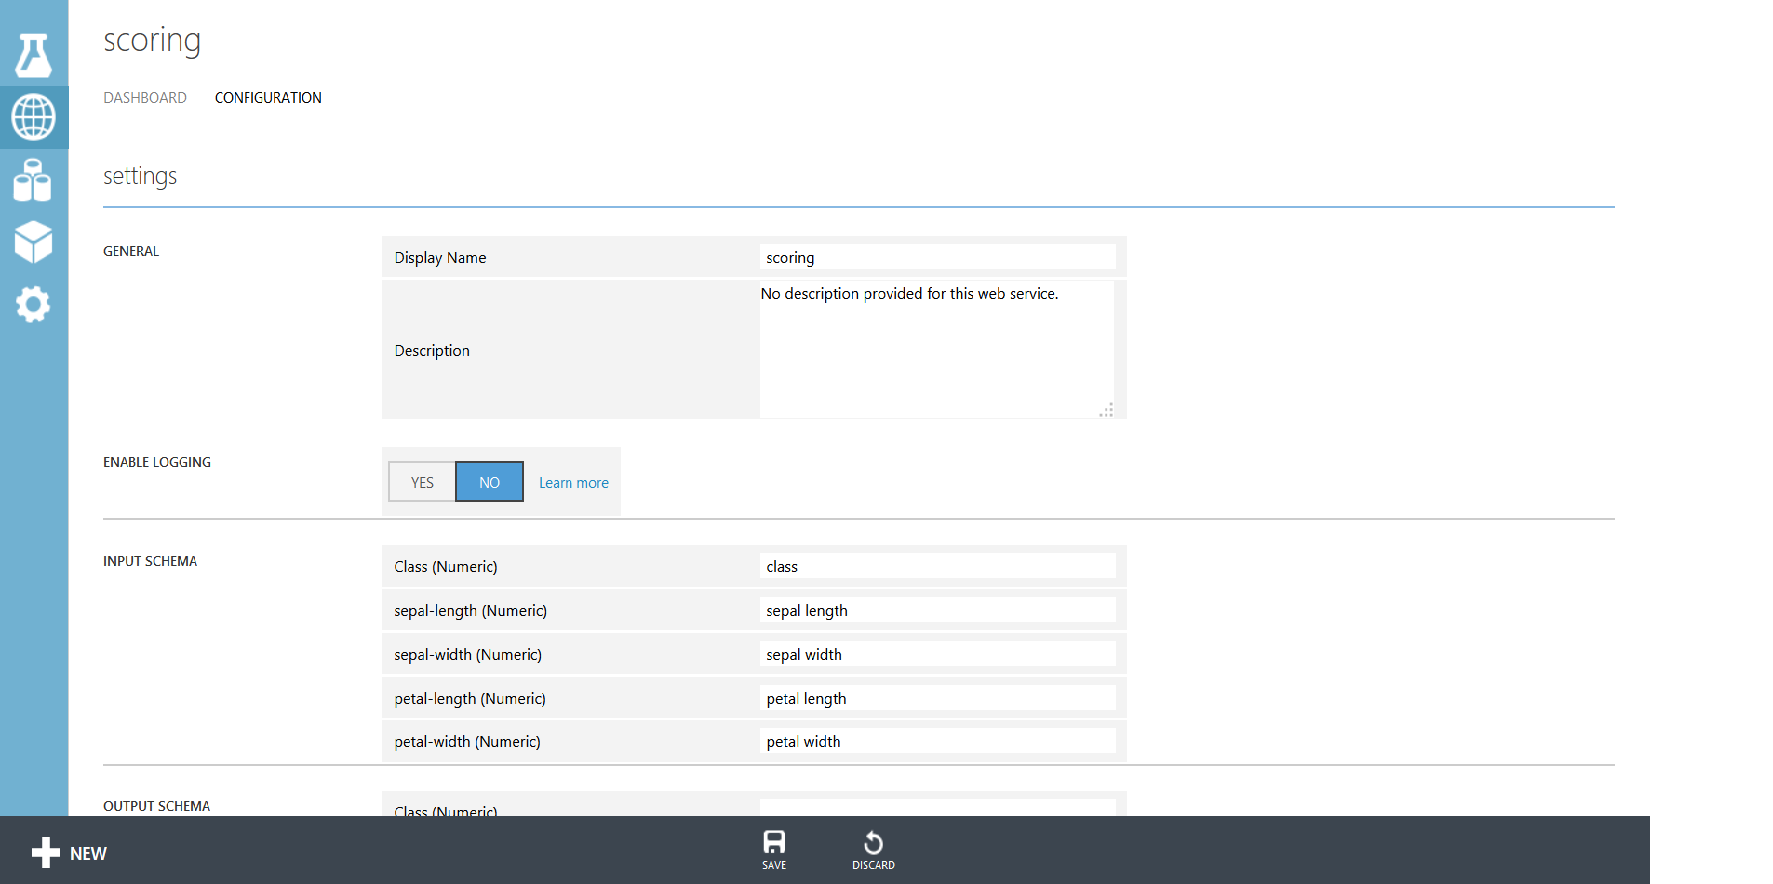 scoring
DASHBOARD CONFIGURATION
settings
GENERAL
Display Name scoring
No description provided for this web service.
Description
ENABLE LOGGING
YES NO Learn more
INPUT SCHEMA
Class (Numeric) class
sepal-length (Numeric) sepal length
sepal-width (Numeric) sepal width
petal-length (Numeric) petal length
petal-width (Numeric) petal width
OUTPUT SCHEMA
Class (Numeric)
NEW
SAVE
DISCARD